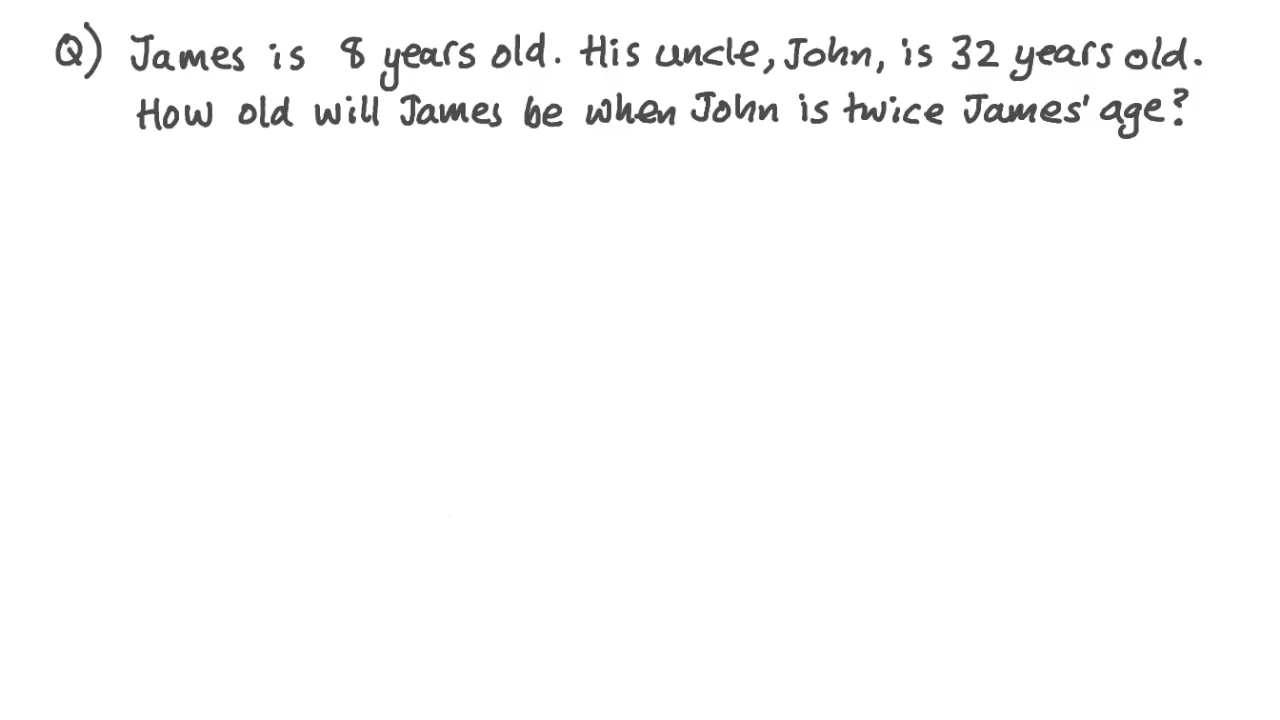 Q) James is 8 years old. His uncle, John, is 32 years old.
How old will James be when John is twice James' age?